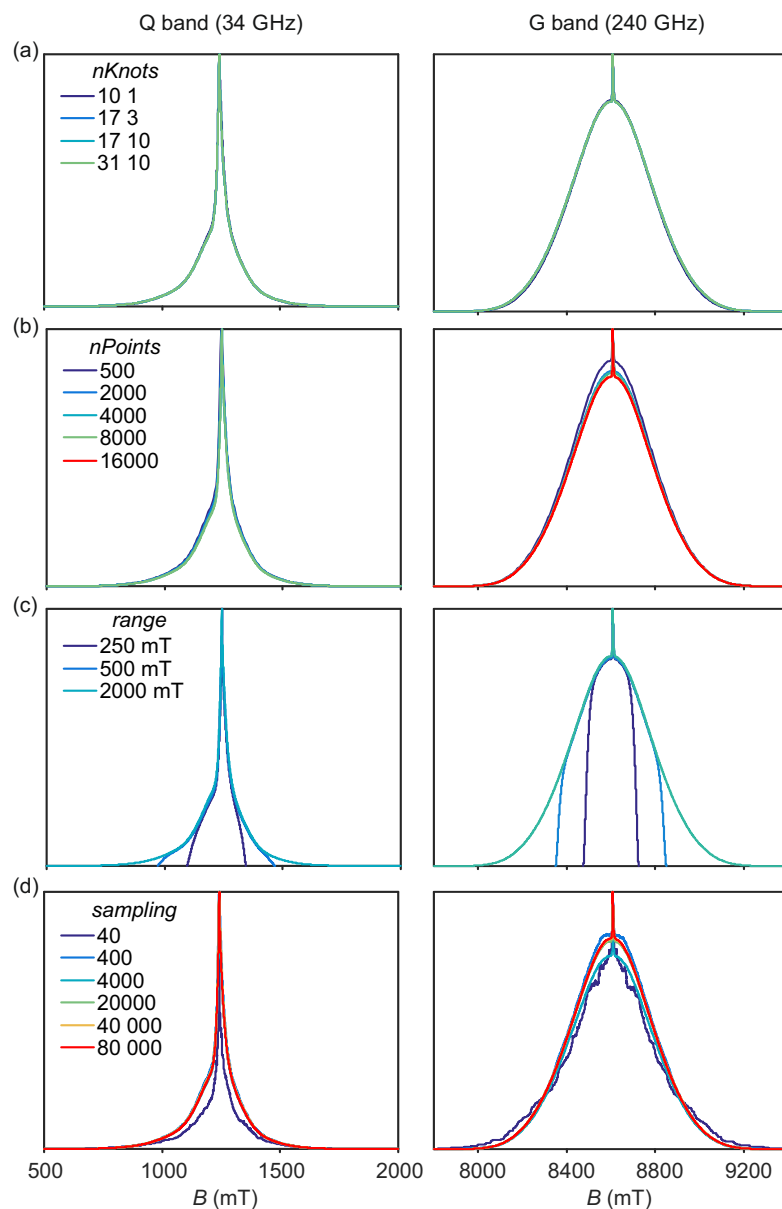 Q band (34 GHz)
G band (240 GHz)
(a)
nKnots
10 1
17 3
17 10
31 10
(b)
nPoints
500
2000
4000
8000
16000
(c)
range
250 mT
500 mT
2000 mT
(d)
sampling
40
400
4000
20000
40 000
80 000
500
1000
1500
2000
8000
8400
8800
9200
B (mT)
B (mT)